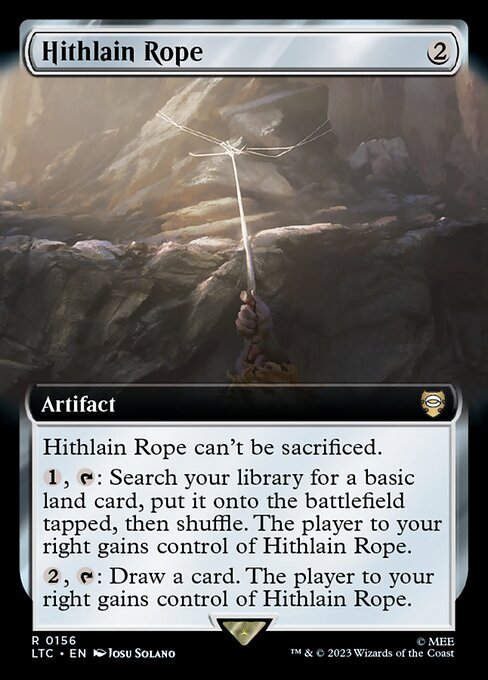 Hithlain Rope 2
Artifact
Hithlain Rope can't be sacrificed.
1, T: Search your library for a basic
land card, put it onto the battlefield
tapped, then shuffle. The player to your
right gains control of Hithlain Rope.
2, T: Draw a card. The player to your
right gains control of Hithlain Rope.
R 0156
LTC • EN Josu Solano
© MEE
™ & © 2023 Wizards of the Coast